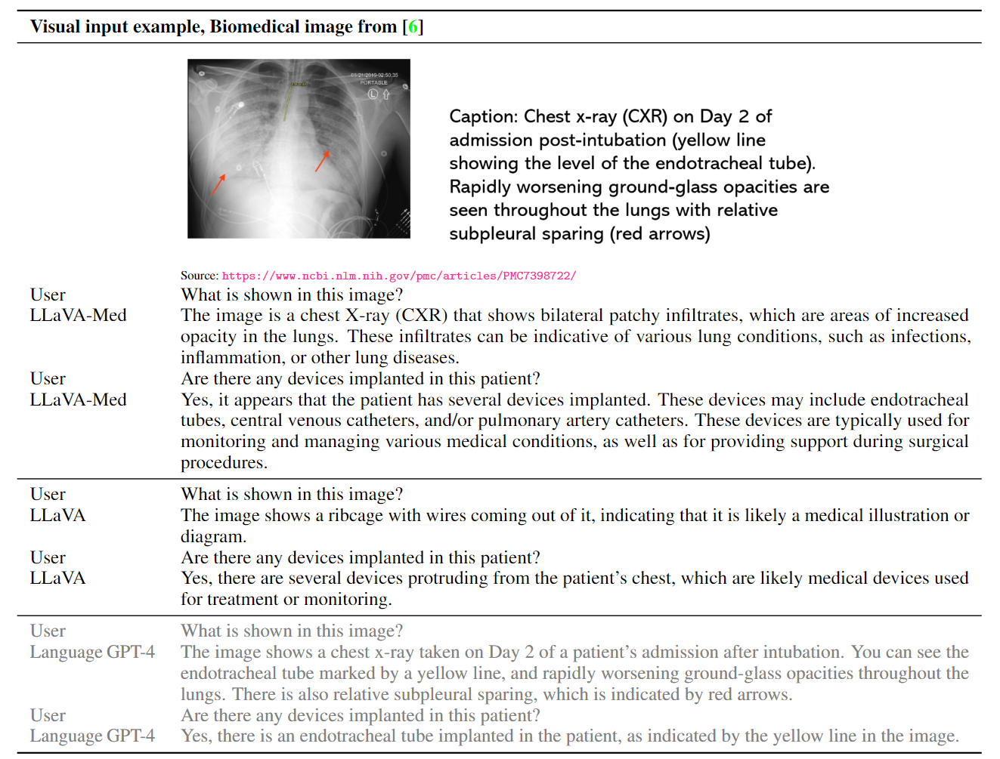 Visual input example, Biomedical image from [6]
05/21/2019-02:50:35
PORTABLE
L
Caption: Chest x-ray (CXR) on Day 2 of
admission post-intubation (yellow line
showing the level of the endotracheal tube).
Rapidly worsening ground-glass opacities are
seen throughout the lungs with relative
subpleural sparing (red arrows)
Source: https://www.ncbi.nlm.nih.gov/pmc/articles/PMC7398722/
User What is shown in this image?
LLaVA-Med The image is a chest X-ray (CXR) that shows bilateral patchy infiltrates, which are areas of increased
opacity in the lungs. These infiltrates can be indicative of various lung conditions, such as infections,
inflammation, or other lung diseases.
User Are there any devices implanted in this patient?
LLaVA-Med Yes, it appears that the patient has several devices implanted. These devices may include endotracheal
tubes, central venous catheters, and/or pulmonary artery catheters. These devices are typically used for
monitoring and managing various medical conditions, as well as for providing support during surgical
procedures.
User What is shown in this image?
LLaVA The image shows a ribcage with wires coming out of it, indicating that it is likely a medical illustration or
diagram.
User Are there any devices implanted in this patient?
LLaVA Yes, there are several devices protruding from the patient's chest, which are likely medical devices used
for treatment or monitoring.
User What is shown in this image?
Language GPT-4 The image shows a chest x-ray taken on Day 2 of a patient's admission after intubation. You can see the
endotracheal tube marked by a yellow line, and rapidly worsening ground-glass opacities throughout the
lungs. There is also relative subpleural sparing, which is indicated by red arrows.
User Are there any devices implanted in this patient?
Language GPT-4 Yes, there is an endotracheal tube implanted in the patient, as indicated by the yellow line in the image.